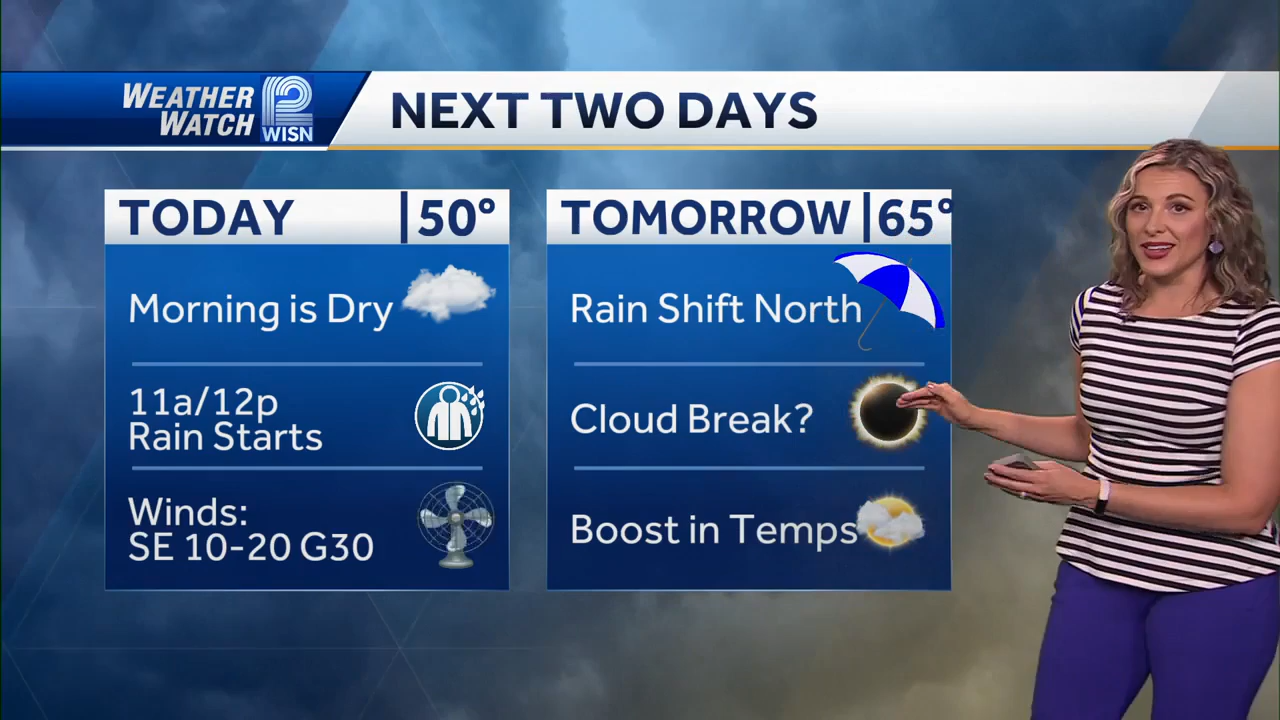 WEATHER
WATCH
12
WISN
NEXT TWO DAYS
TODAY |50°
Morning is Dry
11a/12p
Rain Starts
Winds:
SE 10-20 G30
TOMORROW |65°
Rain Shift North
Cloud Break?
Boost in Temps